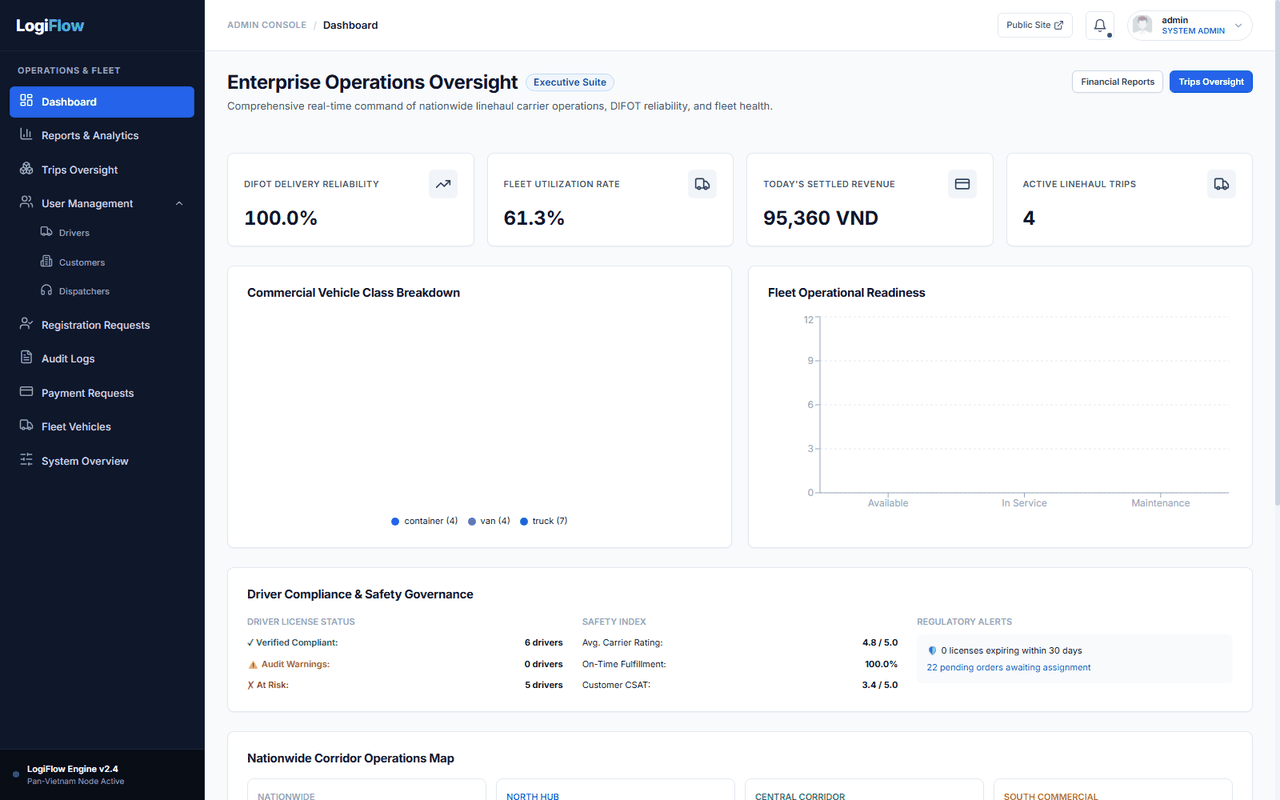 LogiFlow
OPERATIONS & FLEET
Dashboard
Reports & Analytics
Trips Oversight
User Management
Drivers
Customers
Dispatchers
Registration Requests
Audit Logs
Payment Requests
Fleet Vehicles
System Overview
LogiFlow Engine v2.4
Pan-Vietnam Node Active
ADMIN CONSOLE / Dashboard
Public Site
admin
SYSTEM ADMIN
Enterprise Operations Oversight
Executive Suite
Comprehensive real-time command of nationwide linehaul carrier operations, DIFOT reliability, and fleet health.
Financial Reports
Trips Oversight
DIFOT DELIVERY RELIABILITY
100.0%
FLEET UTILIZATION RATE
61.3%
TODAY'S SETTLED REVENUE
95,360 VND
ACTIVE LINEHAUL TRIPS
4
Commercial Vehicle Class Breakdown
container (4) van (4) truck (7)
Fleet Operational Readiness
12
9
6
3
0
Available In Service Maintenance
Driver Compliance & Safety Governance
DRIVER LICENSE STATUS
✓ Verified Compliant: 6 drivers
⚠ Audit Warnings: 0 drivers
✗ At Risk: 5 drivers
SAFETY INDEX
Avg. Carrier Rating: 4.8 / 5.0
On-Time Fulfillment: 100.0%
Customer CSAT: 3.4 / 5.0
REGULATORY ALERTS
0 licenses expiring within 30 days
22 pending orders awaiting assignment
Nationwide Corridor Operations Map
NATIONWIDE
NORTH HUB
CENTRAL CORRIDOR
SOUTH COMMERCIAL